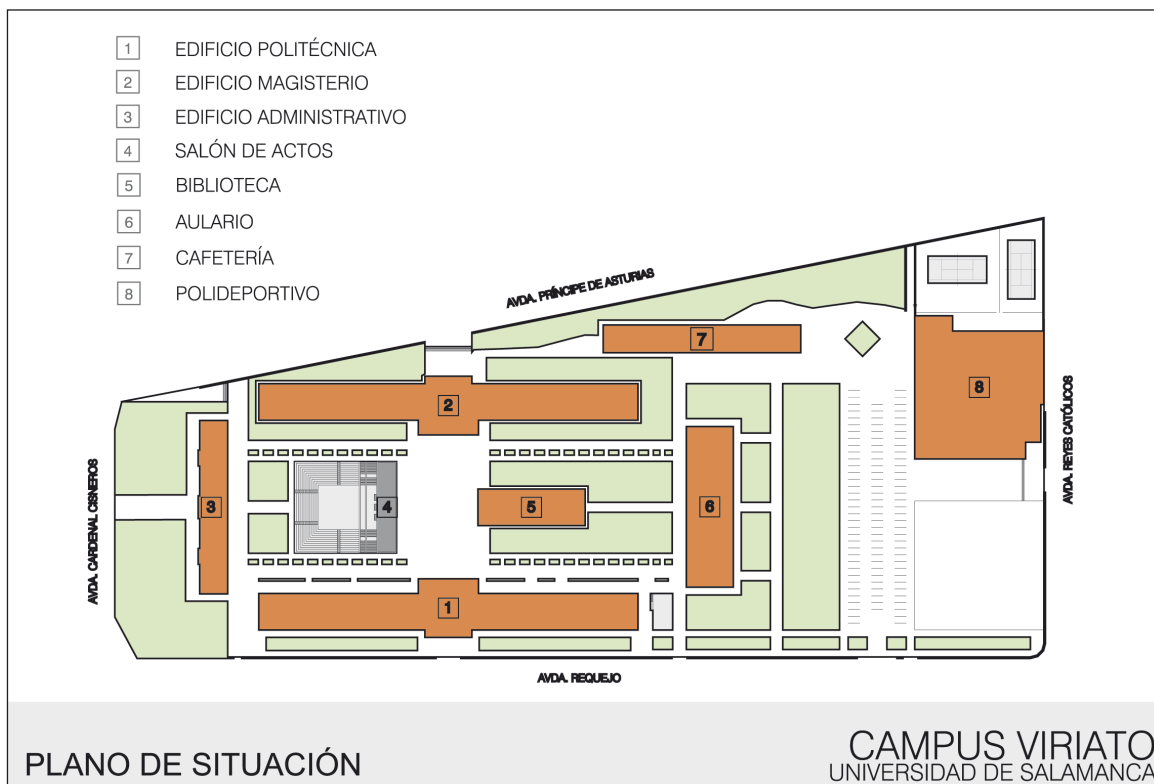 1 EDIFICIO POLITÉCNICA
2 EDIFICIO MAGISTERIO
3 EDIFICIO ADMINISTRATIVO
4 SALÓN DE ACTOS
5 BIBLIOTECA
6 AULARIO
7 CAFETERÍA
8 POLIDEPORTIVO
AVDA. PRÍNCIPE DE ASTURIAS
7
8
2
AVDA. REYES CATÓLICOS
AVDA. CARDENAL CISNEROS
3
4
5
6
1
AVDA. REQUEJO
PLANO DE SITUACIÓN
CAMPUS VIRIATO
UNIVERSIDAD DE SALAMANCA